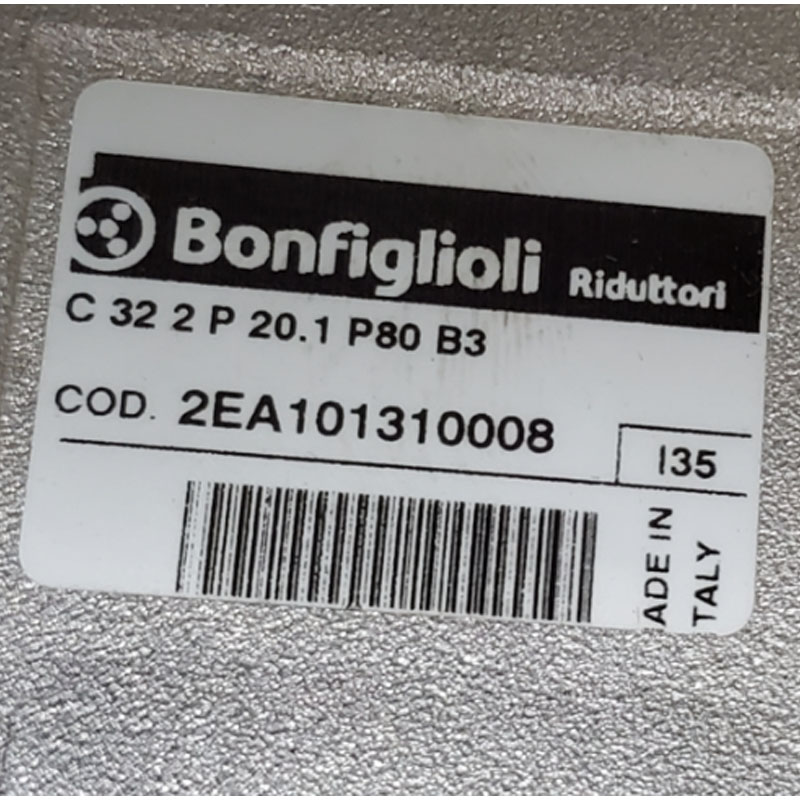 Bonfiglioli Riduttori
C 32 2 P 20.1 P80 B3
COD. 2EA101310008
I35
ADE IN
TALY